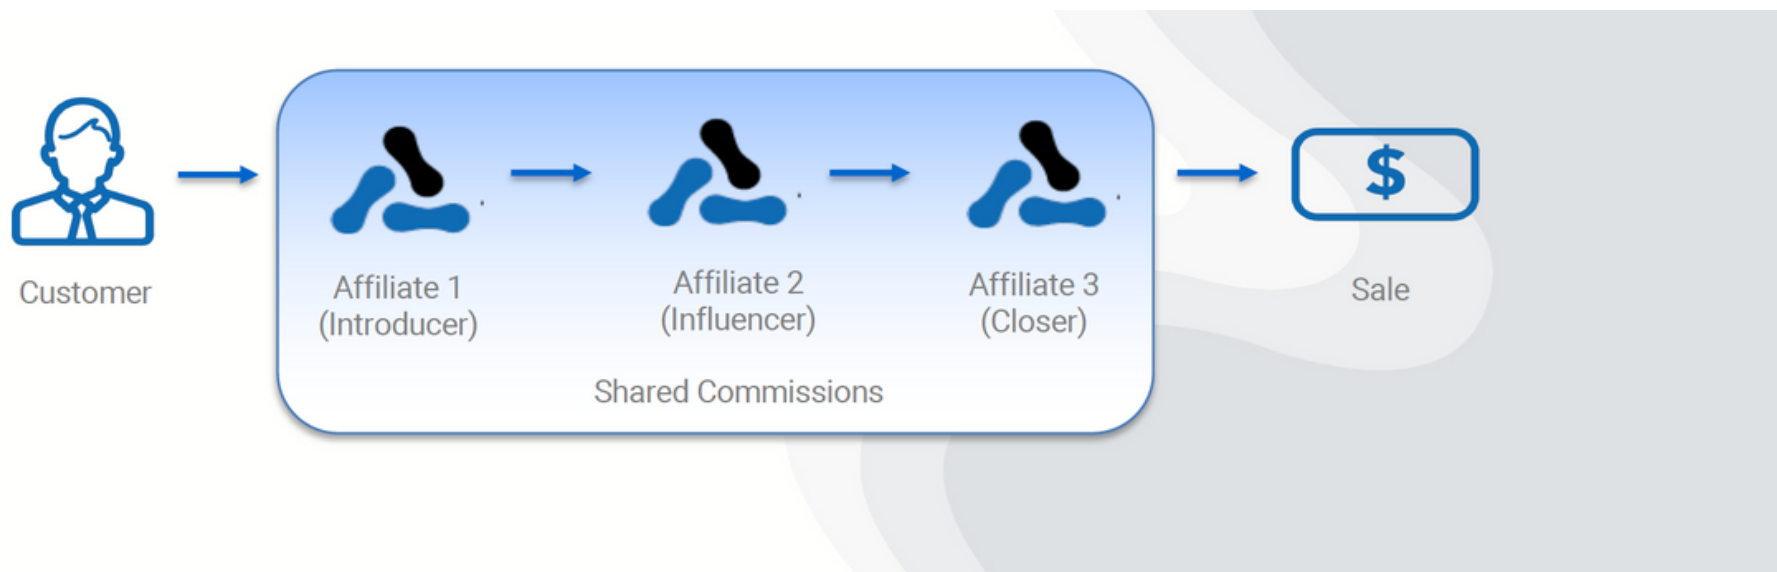 Customer
Affiliate 1
(Introducer)
Affiliate 2
(Influencer)
Affiliate 3
(Closer)
Shared Commissions
$
Sale